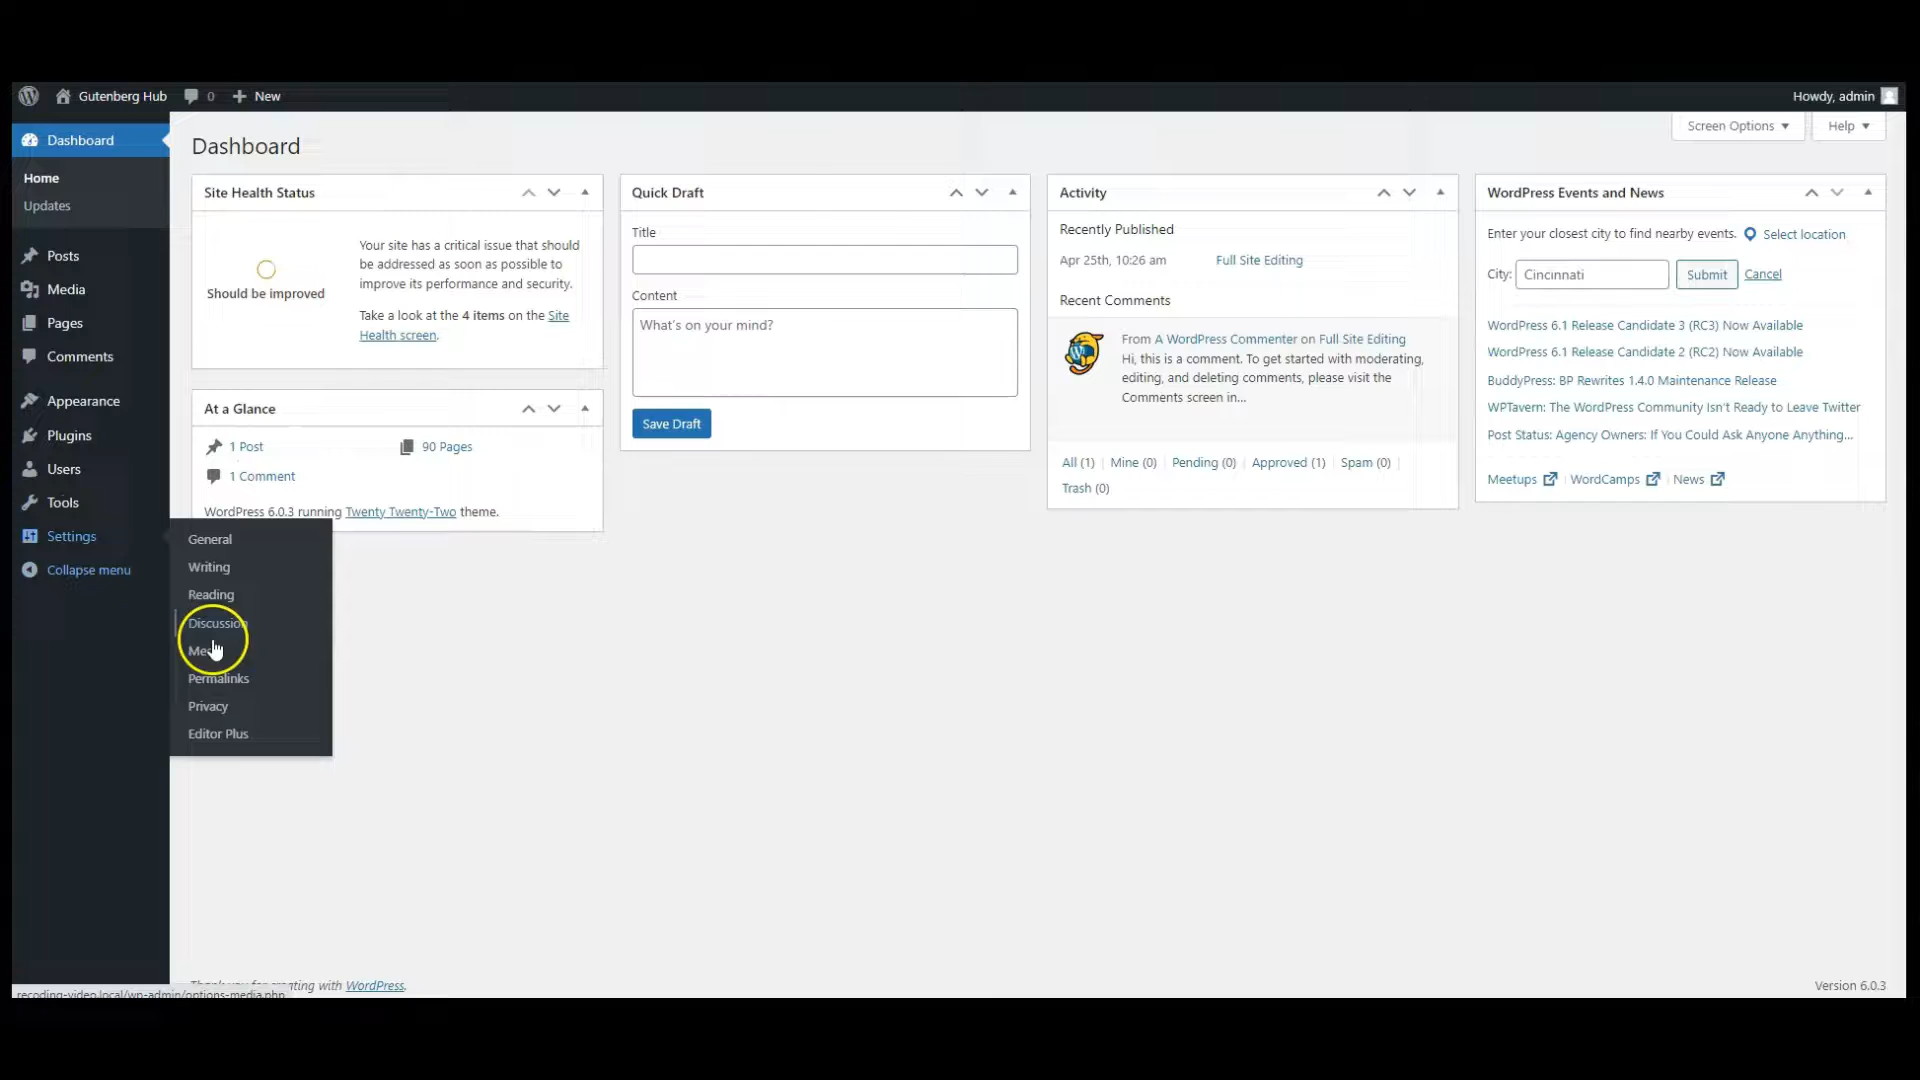 Gutenberg Hub
0
New
Howdy, admin
Dashboard
Home
Updates
Posts
Media
Pages
Comments
Appearance
Plugins
Users
Tools
Settings
Collapse menu
General
Writing
Reading
Discussion
Permalinks
Privacy
Editor Plus
Dashboard
Screen Options
Help
Site Health Status
Should be improved
Your site has a critical issue that should
be addressed as soon as possible to
improve its performance and security.
Take a look at the 4 items on the Site
Health screen.
At a Glance
1 Post
90 Pages
1 Comment
WordPress 6.0.3 running Twenty Twenty-Two theme.
Quick Draft
Title
Content
What's on your mind?
Save Draft
Activity
Recently Published
Apr 25th, 10:26 am
Full Site Editing
Recent Comments
From A WordPress Commenter on Full Site Editing
Hi, this is a comment. To get started with moderating,
editing, and deleting comments, please visit the
Comments screen in...
All (1) | Mine (0) | Pending (0) | Approved (1) | Spam (0) |
Trash (0)
WordPress Events and News
Enter your closest city to find nearby events. Select location
City: Cincinnati Submit Cancel
WordPress 6.1 Release Candidate 3 (RC3) Now Available
WordPress 6.1 Release Candidate 2 (RC2) Now Available
BuddyPress: BP Rewrites 1.4.0 Maintenance Release
WPTavern: The WordPress Community Isn't Ready to Leave Twitter
Post Status: Agency Owners: If You Could Ask Anyone Anything...
Meetups | WordCamps | News
with WordPress.
recoding-video.local/wp-admin/options-media.php
Version 6.0.3